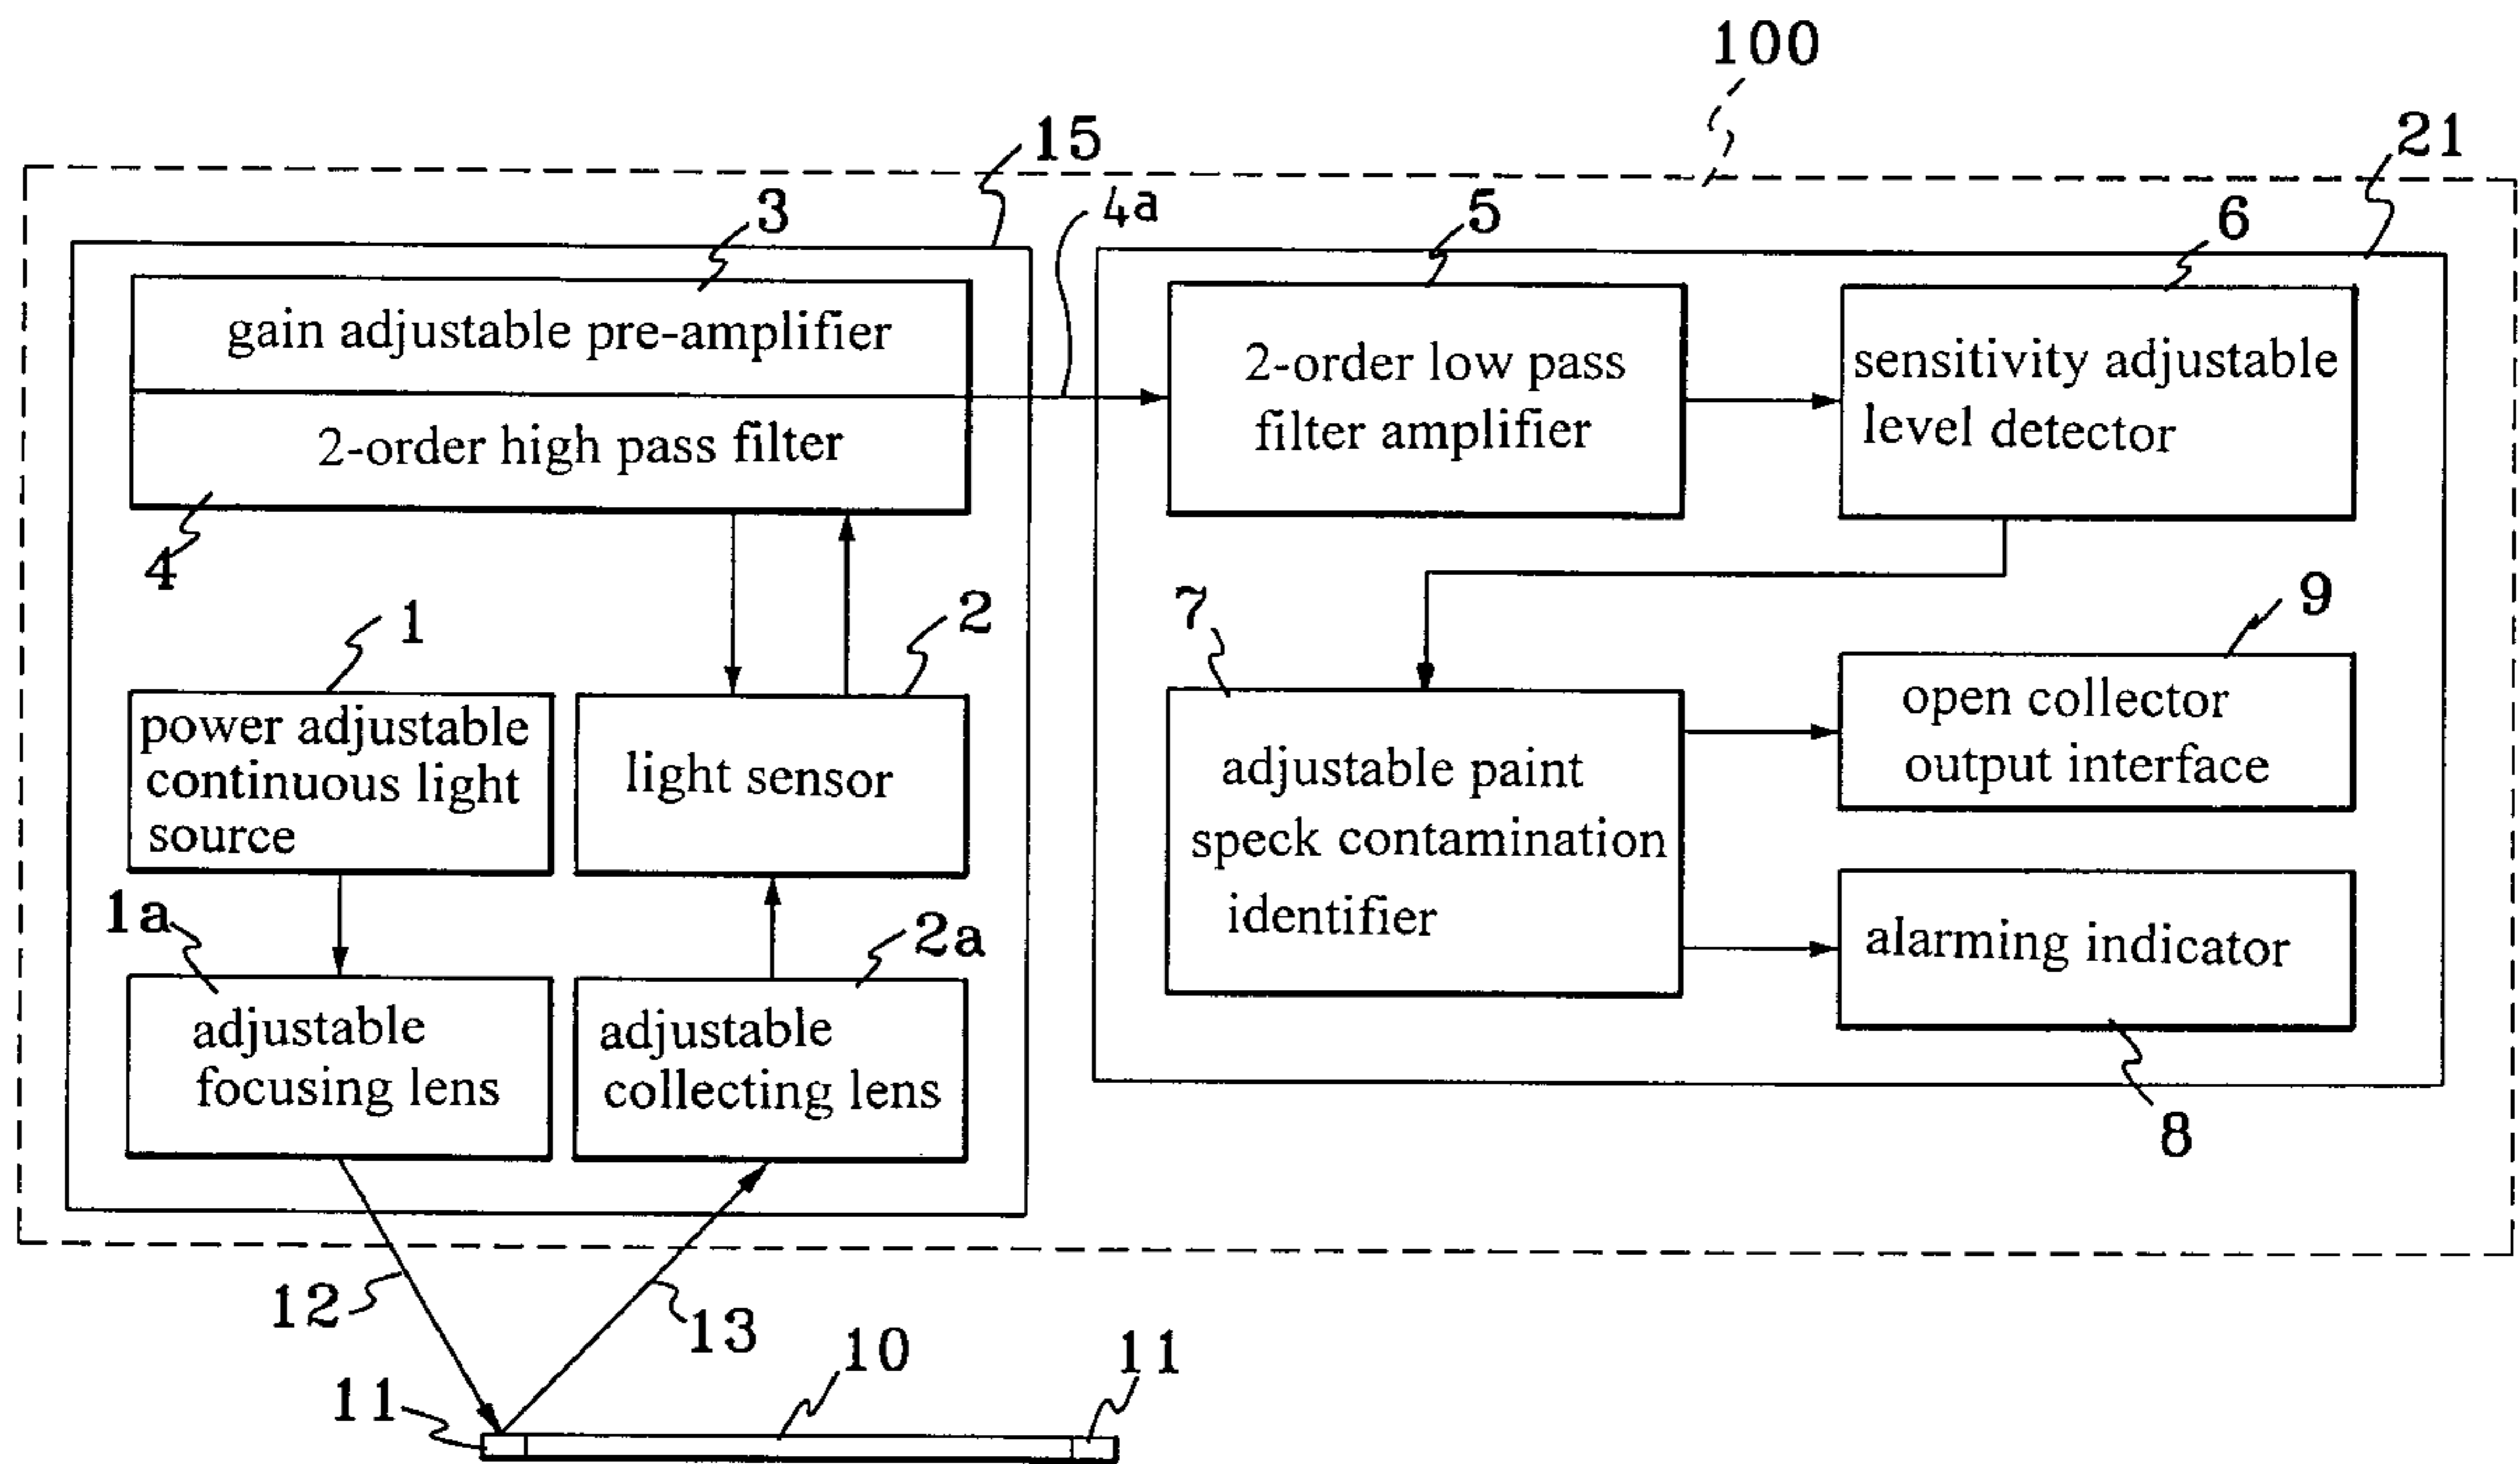 100
15
21
4a
3
5
6
gain adjustable pre-amplifier
2-order high pass filter
4
2-order low pass
filter amplifier
sensitivity adjustable
level detector
1
2
7
9
power adjustable
continuous light
source
light sensor
adjustable paint
speck contamination
identifier
open collector
output interface
1a
2a
adjustable
focusing lens
adjustable
collecting lens
alarming indicator
8
12
13
10
11
11